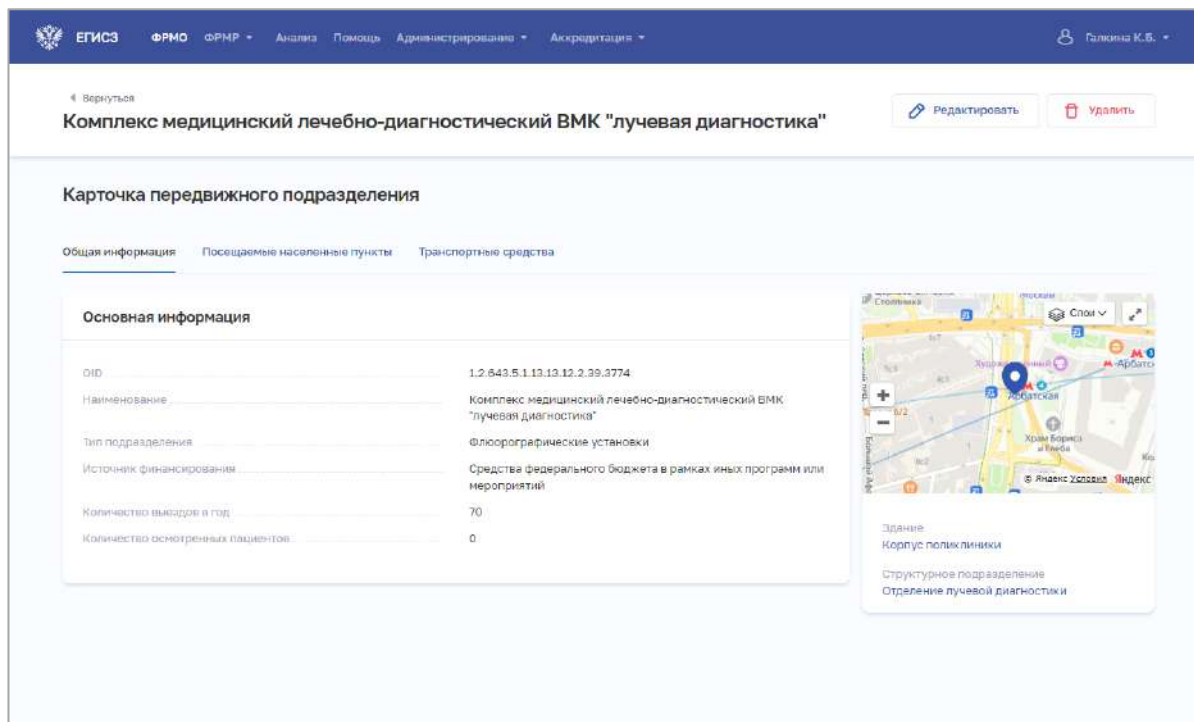 ЕГИСЗ ФРМО ФРМР Анализ Помощь Администрирование Аккредитация Галкина К.Б.
Вернуться
Комплекс медицинский лечебно-диагностический ВМК "лучевая диагностика"
Редактировать Удалить
Карточка передвижного подразделения
Общая информация Посещаемые населенные пункты Транспортные средства
Основная информация
OID 1.2.643.5.1.13.13.12.2.39.3774
Наименование Комплекс медицинский лечебно-диагностический ВМК
"лучевая диагностика"
Тип подразделения Флюорографические установки
Источник финансирования Средства федерального бюджета в рамках иных программ или
мероприятий
Количество выездов в год 70
Количество осмотренных пациентов 0
Слои
Арбатская
Храм Бориса
и Глеба
© Яндекс Условия Яндекс
Здание
Корпус поликлиники
Структурное подразделение
Отделение лучевой диагностики